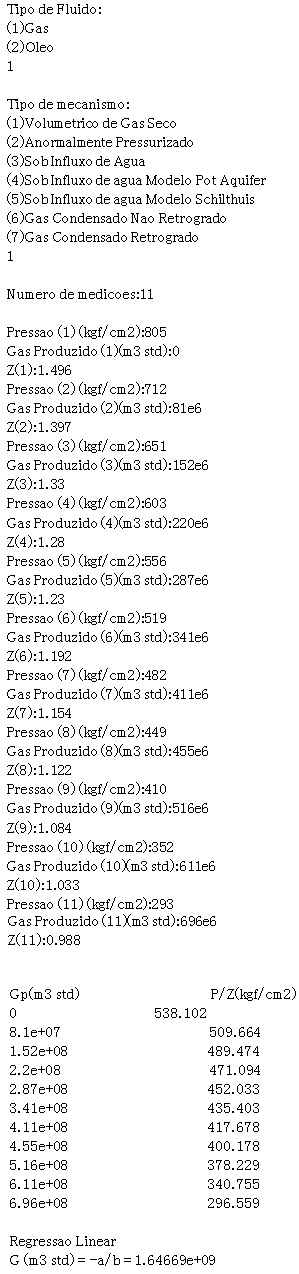 Tipo de Fluido:
(1)Gas
(2)Oleo
1
Tipo de mecanismo:
(1)Volumetrico de Gas Seco
(2)Anormalmente Pressurizado
(3)Sob Influxo de Agua
(4)Sob Influxo de agua Modelo Pot Aquifer
(5)Sob Influxo de agua Modelo Schilthuis
(6)Gas Condensado Nao Retrogrado
(7)Gas Condensado Retrogrado
1
Numero de medicoes:11
Pressao (1)(kgf/cm2):805
Gas Produzido (1)(m3 std):0
Z(1):1.496
Pressao (2)(kgf/cm2):712
Gas Produzido (2)(m3 std):81e6
Z(2):1.397
Pressao (3)(kgf/cm2):651
Gas Produzido (3)(m3 std):152e6
Z(3):1.33
Pressao (4)(kgf/cm2):603
Gas Produzido (4)(m3 std):220e6
Z(4):1.28
Pressao (5)(kgf/cm2):556
Gas Produzido (5)(m3 std):287e6
Z(5):1.23
Pressao (6)(kgf/cm2):519
Gas Produzido (6)(m3 std):341e6
Z(6):1.192
Pressao (7)(kgf/cm2):482
Gas Produzido (7)(m3 std):411e6
Z(7):1.154
Pressao (8)(kgf/cm2):449
Gas Produzido (8)(m3 std):455e6
Z(8):1.122
Pressao (9)(kgf/cm2):410
Gas Produzido (9)(m3 std):516e6
Z(9):1.084
Pressao (10)(kgf/cm2):352
Gas Produzido (10)(m3 std):611e6
Z(10):1.033
Pressao (11)(kgf/cm2):293
Gas Produzido (11)(m3 std):696e6
Z(11):0.988
Gp(m3 std) P/Z(kgf/cm2)
0 538.102
8.1e+07 509.664
1.52e+08 489.474
2.2e+08 471.094
2.87e+08 452.033
3.41e+08 435.403
4.11e+08 417.678
4.55e+08 400.178
5.16e+08 378.229
6.11e+08 340.755
6.96e+08 296.559
Regressao Linear
G (m3 std) = -a/b = 1.64669e+09